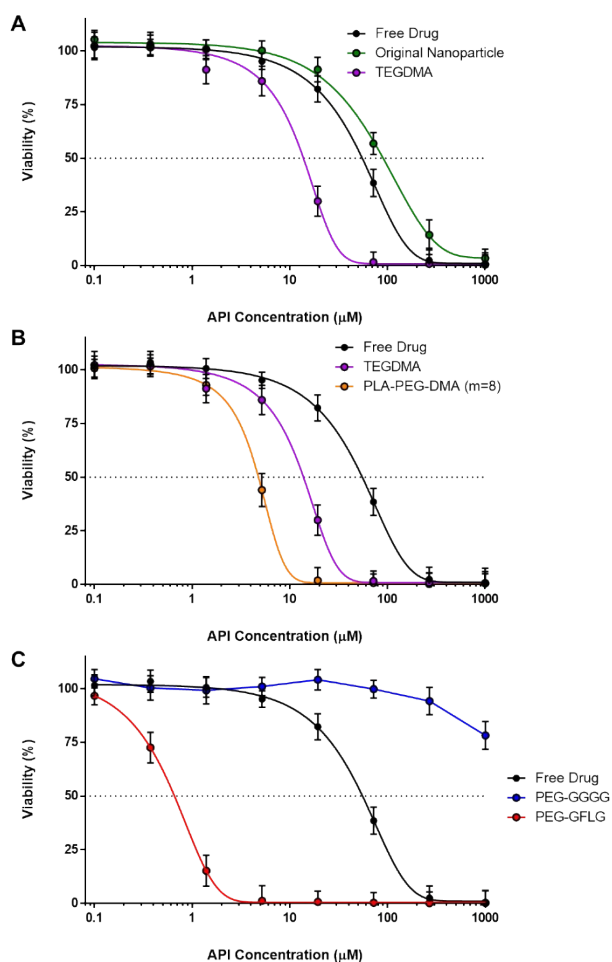 A
Free Drug
Original Nanoparticle
TEGDMA
100
75
50
25
0
Viability (%)
0.1 1 10 100 1000
API Concentration (μM)
B
Free Drug
TEGDMA
PLA-PEG-DMA (m=8)
100
75
50
25
0
Viability (%)
0.1 1 10 100 1000
API Concentration (μM)
C
100
75
50
25
0
Viability (%)
Free Drug
PEG-GGGG
PEG-GFLG
0.1 1 10 100 1000
API Concentration (μM)